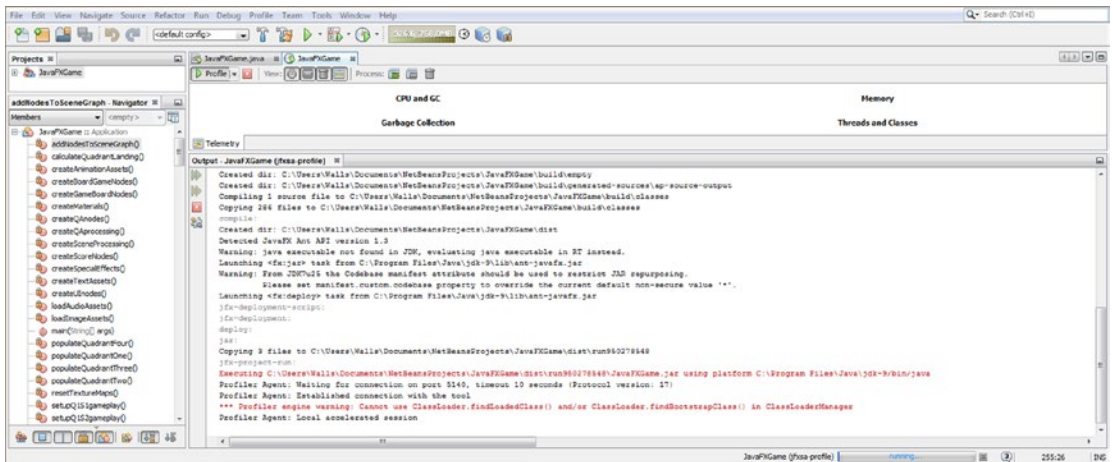 File Edit View Navigate Source Refactor Run Debug Profile Team Tools Window Help
Search (Ctrl+I)
<default config>
Projects
JavaFXGame.java JavaFXGame
JavaFXGame
Profile View: Process:
addNodesToSceneGraph - Navigator
CPU and GC Memory
Members <empty>
Garbage Collection Threads and Classes
JavaFXGame :: Application
addNodesToSceneGraph()
Telemetry
calculateQuadrantLanding()
createAnimationAssets()
createBoardGameNodes()
createGameBoardNodes()
createMaterials()
createQAnodes()
createQAprocessing()
createSceneProcessing()
createScoreNodes()
createSpecialEffects()
createTextAssets()
createUInodes()
loadAudioAssets()
loadImageAssets()
main(String[] args)
populateQuadrantFour()
populateQuadrantOne()
populateQuadrantThree()
populateQuadrantTwo()
resetTextureMaps()
setupQ1S1gameplay()
setupQ1S2gameplay()
Output - JavaFXGame (jfxsa-profile)
Created dir: C:\Users\Walls\Documents\NetBeansProjects\JavaFXGame\build\empty
Created dir: C:\Users\Walls\Documents\NetBeansProjects\JavaFXGame\build\generated-sources\ap-source-output
Compiling 1 source file to C:\Users\Walls\Documents\NetBeansProjects\JavaFXGame\build\classes
Copying 286 files to C:\Users\Walls\Documents\NetBeansProjects\JavaFXGame\build\classes
compile:
Created dir: C:\Users\Walls\Documents\NetBeansProjects\JavaFXGame\dist
Detected JavaFX Ant API version 1.3
Warning: java executable not found in JDK, evaluating java executable in RT instead.
Launching <fx:jar> task from C:\Program Files\Java\jdk-9\lib\ant-javafx.jar
Warning: From JDK7u25 the Codebase manifest attribute should be used to restrict JAR repurposing.
Please set manifest.custom.codebase property to override the current default non-secure value '*'.
Launching <fx:deploy> task from C:\Program Files\Java\jdk-9\lib\ant-javafx.jar
jfx-deployment-script:
jfx-deployment:
deploy:
jar:
Copying 3 files to C:\Users\Walls\Documents\NetBeansProjects\JavaFXGame\dist\run950278548
jfx-project-run:
Executing C:\Users\Walls\Documents\NetBeansProjects\JavaFXGame\dist\run950278548\JavaFXGame.jar using platform C:\Program Files\Java\jdk-9/bin/java
Profiler Agent: Waiting for connection on port 5140, timeout 10 seconds (Protocol version: 17)
Profiler Agent: Established connection with the tool
*** Profiler engine warning: Cannot use ClassLoader.findLoadedClass() and/or ClassLoader.findBootstrapClass() in ClassLoaderManager
Profiler Agent: Local accelerated session
JavaFXGame (jfxsa-profile) running... 255:26 INS